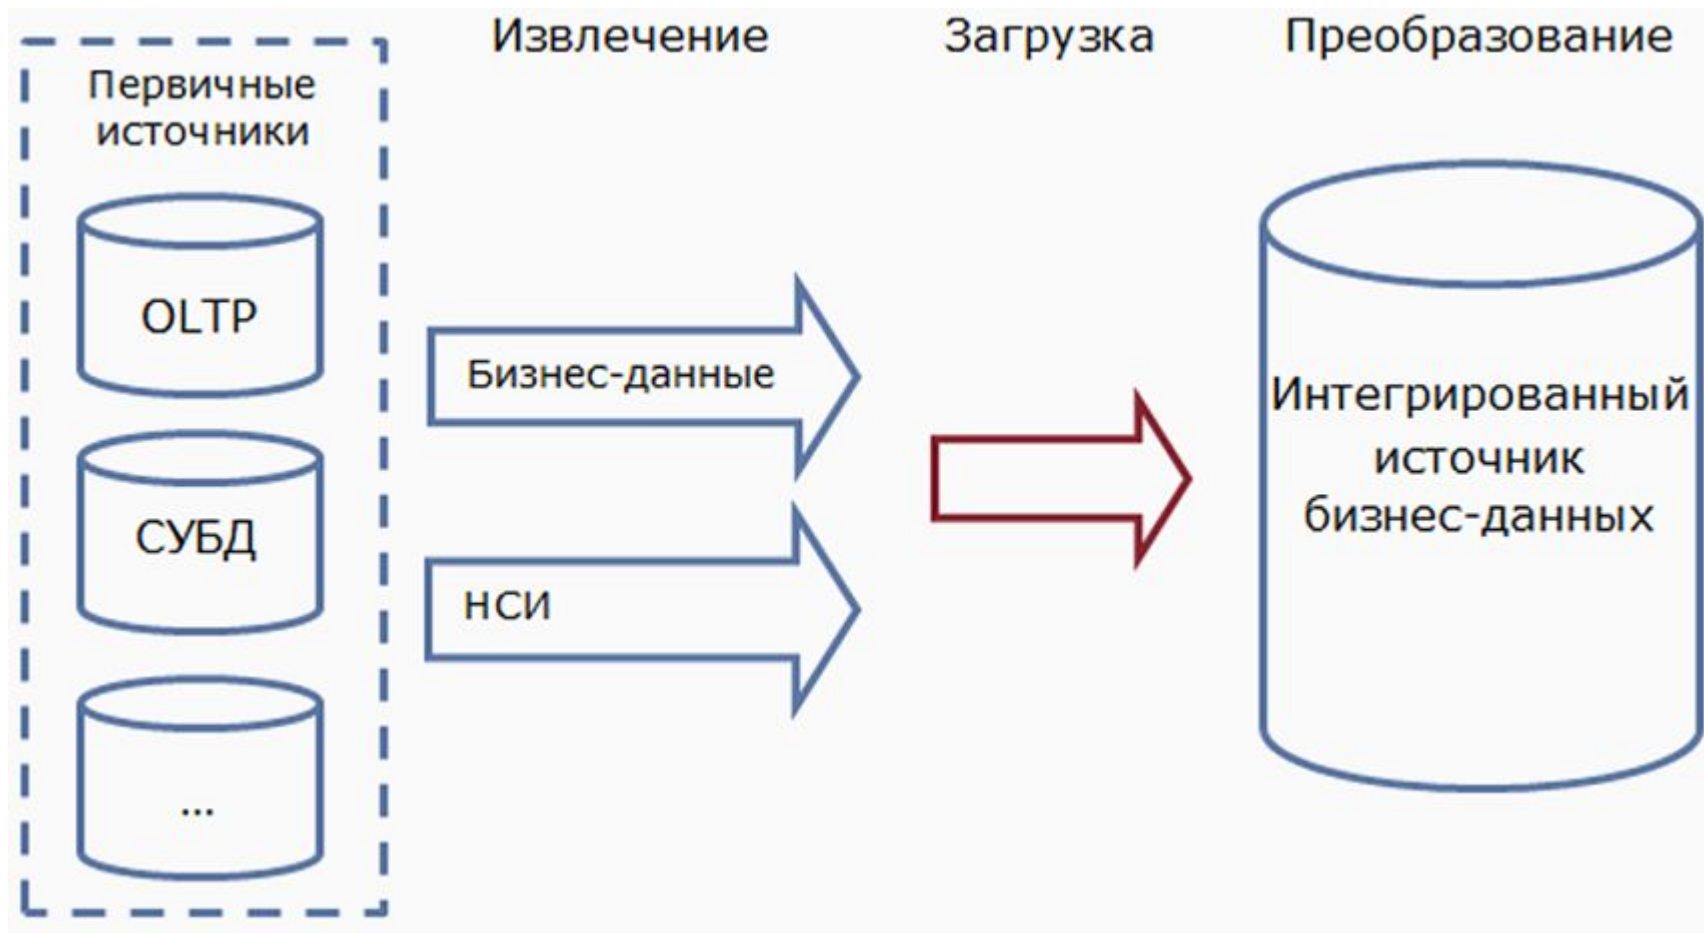 Извлечение
Загрузка
Преобразование
Первичные
источники
OLTP
СУБД
...
Бизнес-данные
НСИ
Интегрированный
источник
бизнес-данных